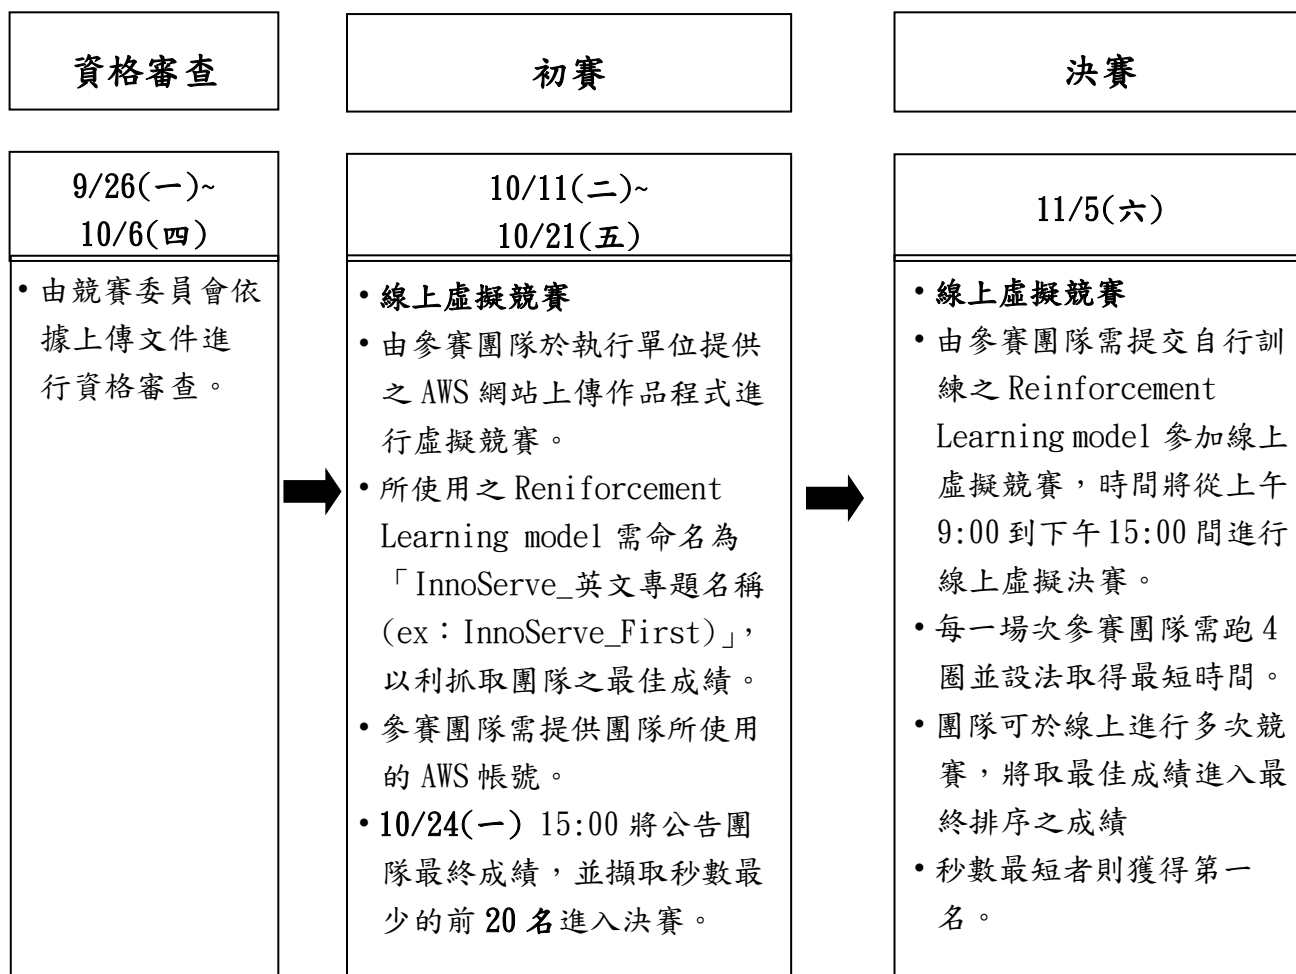 資格審查
9/26(一)~
10/6(四)
•由競賽委員會依
據上傳文件進
行資格審查。
初賽
10/11(二)~
10/21(五)
•線上虛擬競賽
•由參賽團隊於執行單位提供
之 AWS 網站上傳作品程式進
行虛擬競賽。
•所使用之 Reniforcement
Learning model 需命名為
「InnoServe_英文專題名稱
(ex：InnoServe_First)」，
以利抓取團隊之最佳成績。
•參賽團隊需提供團隊所使用
的 AWS 帳號。
•10/24(一) 15:00 將公告團
隊最終成績，並擷取秒數最
少的前 20 名進入決賽。
決賽
11/5(六)
•線上虛擬競賽
•由參賽團隊需提交自行訓
練之 Reinforcement
Learning model 參加線上
虛擬競賽，時間將從上午
9:00 到下午 15:00 間進行
線上虛擬決賽。
•每一場次參賽團隊需跑 4
圈並設法取得最短時間。
•團隊可於線上進行多次競
賽，將取最佳成績進入最
終排序之成績
•秒數最短者則獲得第一
名。